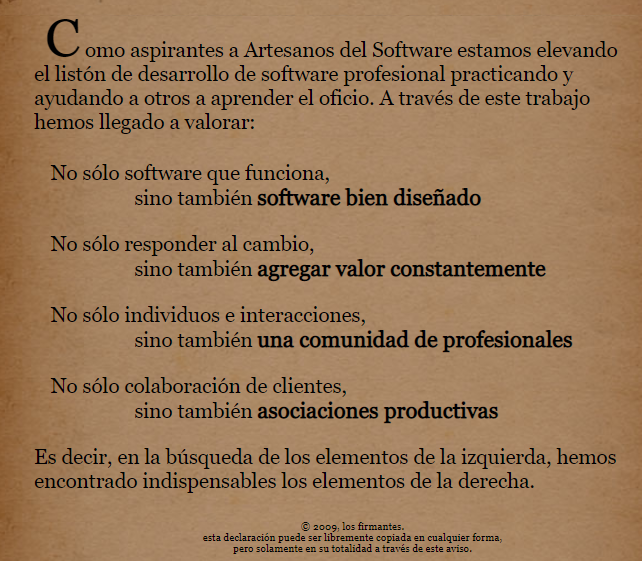 Como aspirantes a Artesanos del Software estamos elevando
el listón de desarrollo de software profesional practicando y
ayudando a otros a aprender el oficio. A través de este trabajo
hemos llegado a valorar:
No sólo software que funciona,
sino también software bien diseñado
No sólo responder al cambio,
sino también agregar valor constantemente
No sólo individuos e interacciones,
sino también una comunidad de profesionales
No sólo colaboración de clientes,
sino también asociaciones productivas
Es decir, en la búsqueda de los elementos de la izquierda, hemos
encontrado indispensables los elementos de la derecha.
© 2009, los firmantes.
esta declaración puede ser libremente copiada en cualquier forma,
pero solamente en su totalidad a través de este aviso.